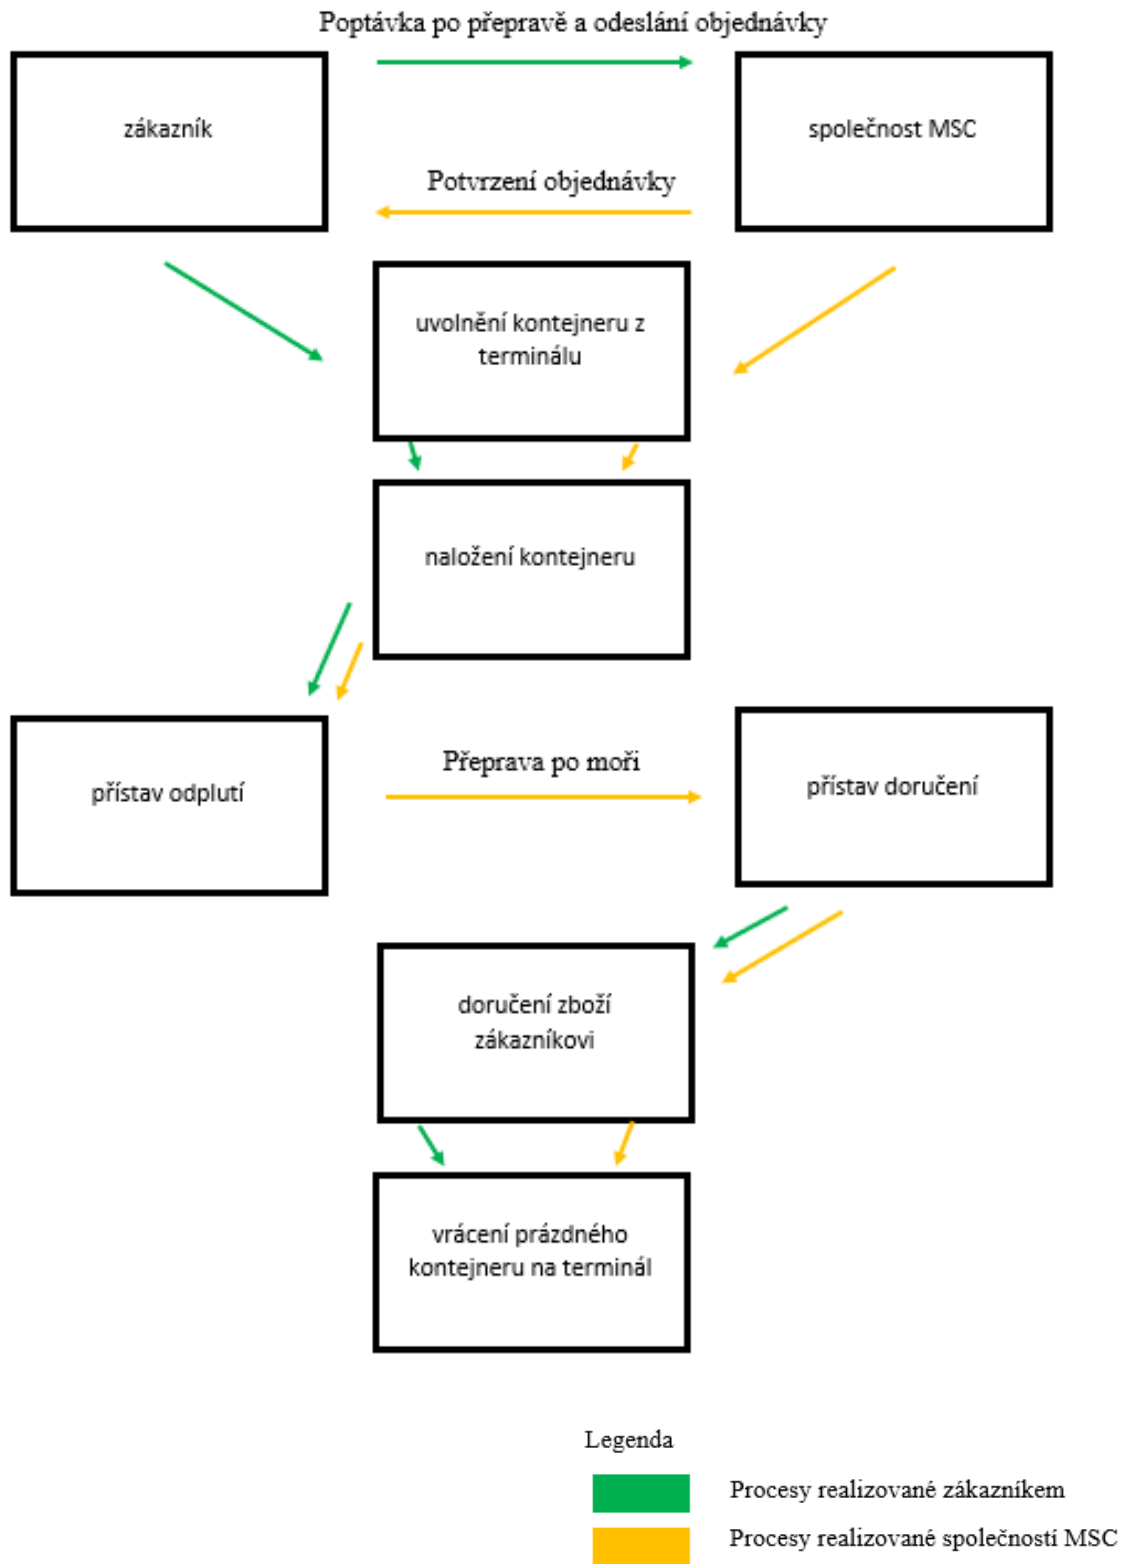 Poptávka po přepravě a odeslání objednávky
zákazník
společnost MSC
Potvrzení objednávky
uvolnění kontejneru z
terminálu
naložení kontejneru
přístav odplutí
Přeprava po moři
přístav doručení
doručení zboží
zákazníkovi
vrácení prázdného
kontejneru na terminál
Legenda
Procesy realizované zákazníkem
Procesy realizované společností MSC